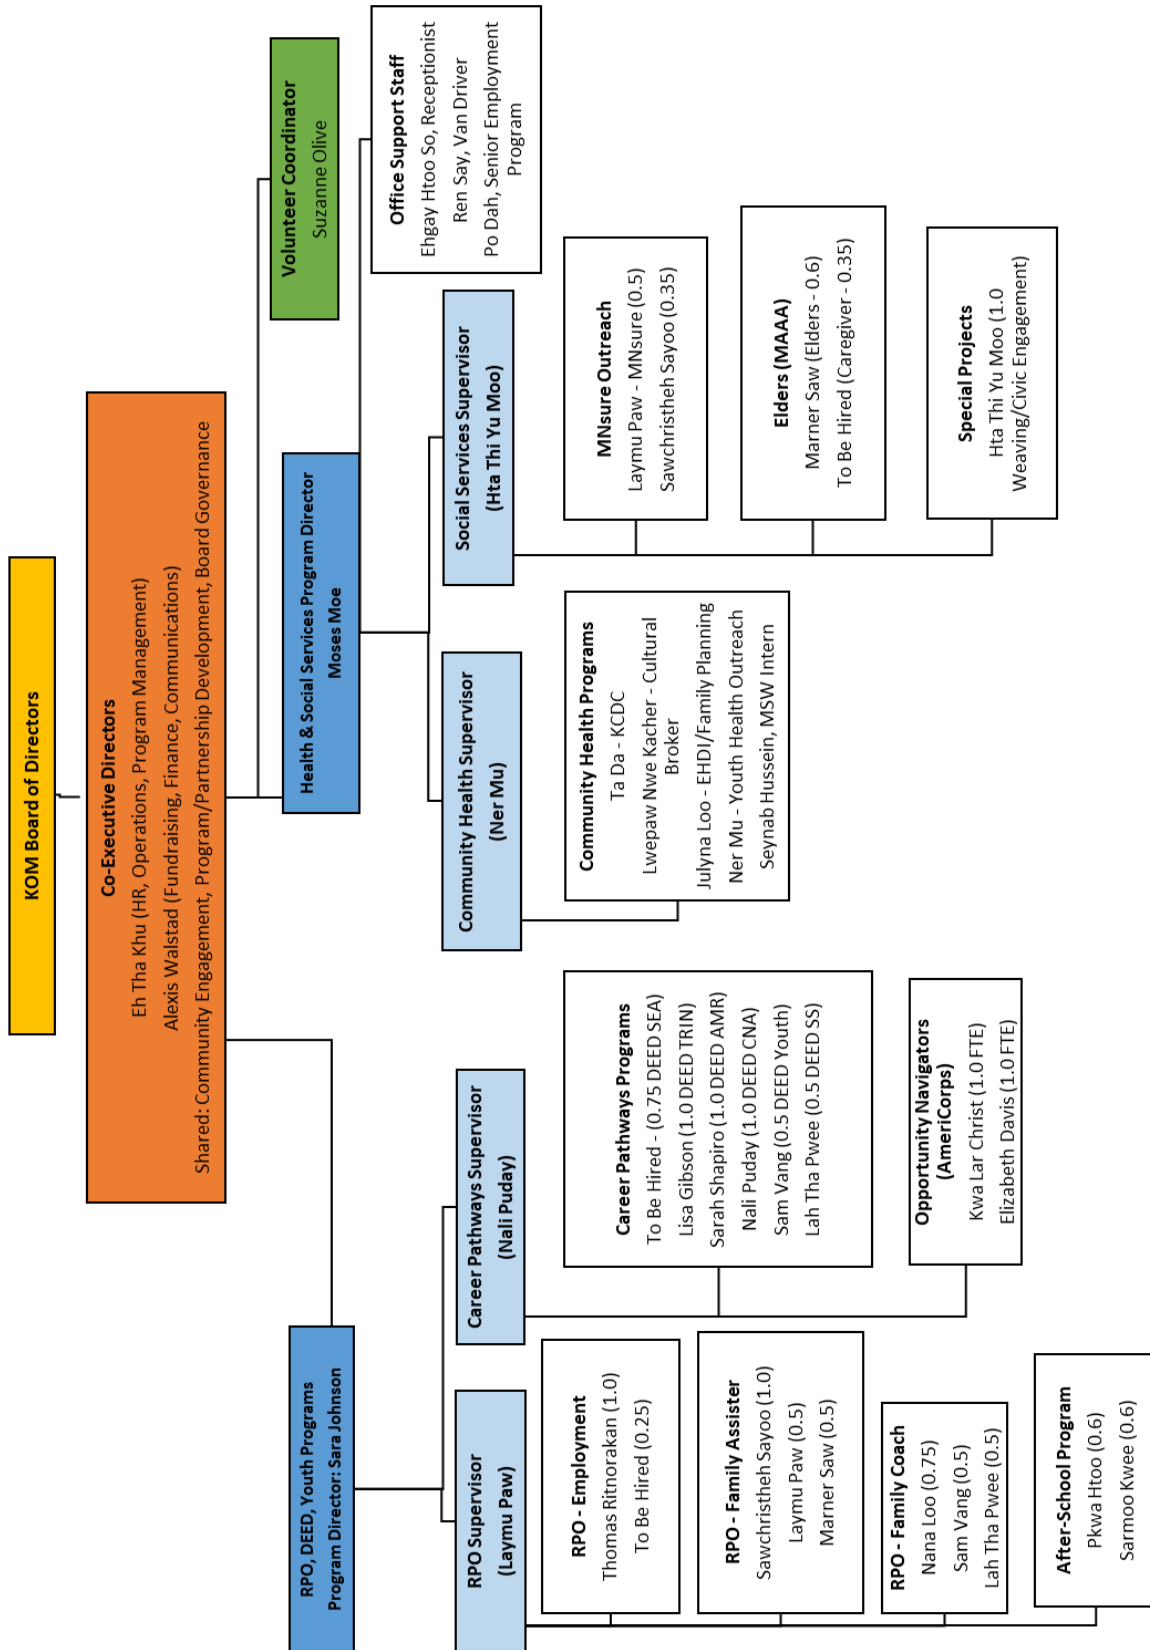 KOM Board of Directors
Co-Executive Directors
Eh Tha Khu (HR, Operations, Program Management)
Alexis Walstad (Fundraising, Finance, Communications)
Shared: Community Engagement, Program/Partnership Development, Board Governance
RPO, DEED, Youth Programs
Program Director: Sara Johnson
Health & Social Services Program Director
Moses Moe
Volunteer Coordinator
Suzanne Olive
RPO Supervisor
(Laymu Paw)
Career Pathways Supervisor
(Nali Puday)
Community Health Supervisor
(Ner Mu)
Social Services Supervisor
(Hta Thi Yu Moo)
Office Support Staff
Ehgay Htoo So, Receptionist
Ren Say, Van Driver
Po Dah, Senior Employment
Program
RPO - Employment
Thomas Ritnorakan (1.0)
To Be Hired (0.25)
RPO - Family Assister
Sawchristheh Sayoo (1.0)
Laymu Paw (0.5)
Marner Saw (0.5)
RPO - Family Coach
Nana Loo (0.75)
Sam Vang (0.5)
Lah Tha Pwee (0.5)
After-School Program
Pkwa Htoo (0.6)
Sarmoo Kwee (0.6)
Career Pathways Programs
To Be Hired - (0.75 DEED SEA)
Lisa Gibson (1.0 DEED TRIN)
Sarah Shapiro (1.0 DEED AMR)
Nali Puday (1.0 DEED CNA)
Sam Vang (0.5 DEED Youth)
Lah Tha Pwee (0.5 DEED SS)
Opportunity Navigators
(AmeriCorps)
Kwa Lar Christ (1.0 FTE)
Elizabeth Davis (1.0 FTE)
Community Health Programs
Ta Da - KCDC
Lwepaw Nwe Kacher - Cultural
Broker
Julyna Loo - EHDI/Family Planning
Ner Mu - Youth Health Outreach
Seynab Hussein, MSW Intern
MNsure Outreach
Laymu Paw - MNsure (0.5)
Sawchristheh Sayoo (0.35)
Elders (MAAA)
Marner Saw (Elders - 0.6)
To Be Hired (Caregiver - 0.35)
Special Projects
Hta Thi Yu Moo (1.0
Weaving/Civic Engagement)